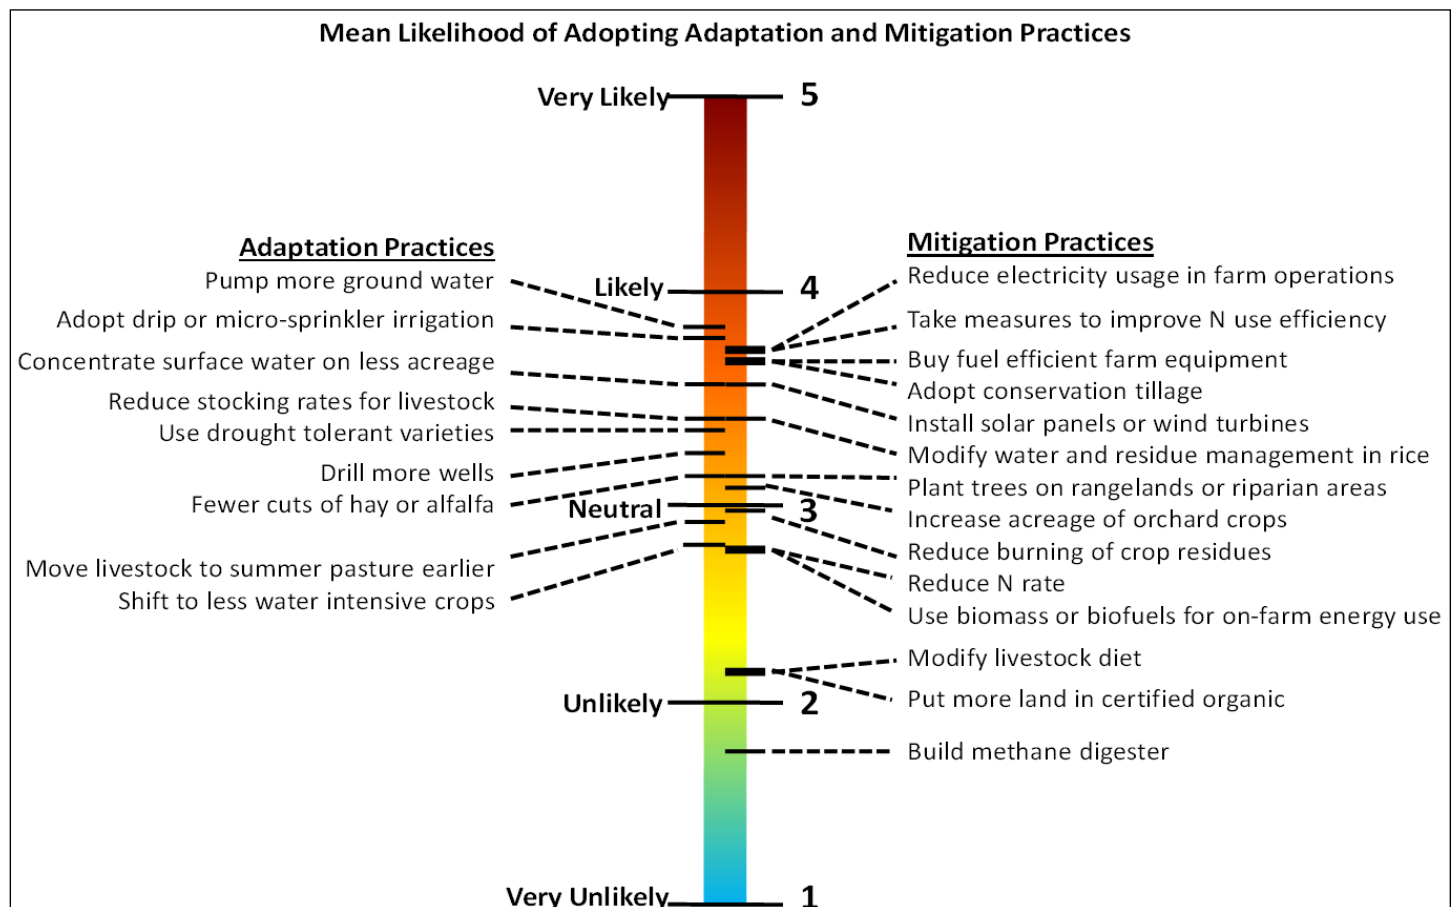 Mean Likelihood of Adopting Adaptation and Mitigation Practices
Very Likely 5
Adaptation Practices
Pump more ground water
Adopt drip or micro-sprinkler irrigation
Concentrate surface water on less acreage
Reduce stocking rates for livestock
Use drought tolerant varieties
Drill more wells
Fewer cuts of hay or alfalfa
Move livestock to summer pasture earlier
Shift to less water intensive crops
Likely 4
Neutral 3
Unlikely 2
Very Unlikely 1
Mitigation Practices
Reduce electricity usage in farm operations
Take measures to improve N use efficiency
Buy fuel efficient farm equipment
Adopt conservation tillage
Install solar panels or wind turbines
Modify water and residue management in rice
Plant trees on rangelands or riparian areas
Increase acreage of orchard crops
Reduce burning of crop residues
Reduce N rate
Use biomass or biofuels for on-farm energy use
Modify livestock diet
Put more land in certified organic
Build methane digester